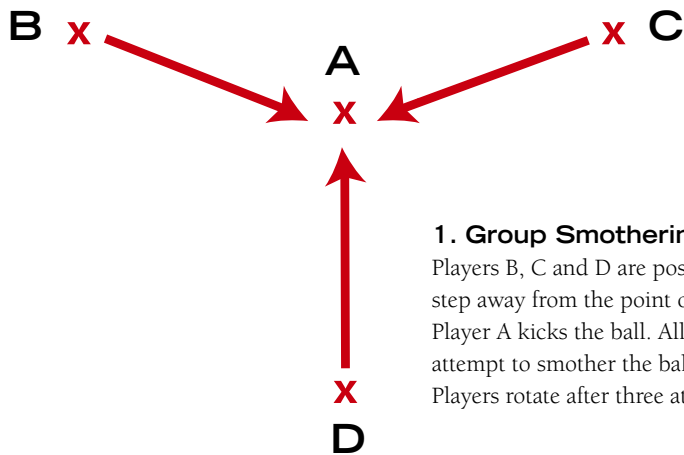 B x
x C
A
x
1. Group Smotherin
Players B, C and D are pos
step away from the point o
Player A kicks the ball. All
attempt to smother the bal
Players rotate after three at
x
D